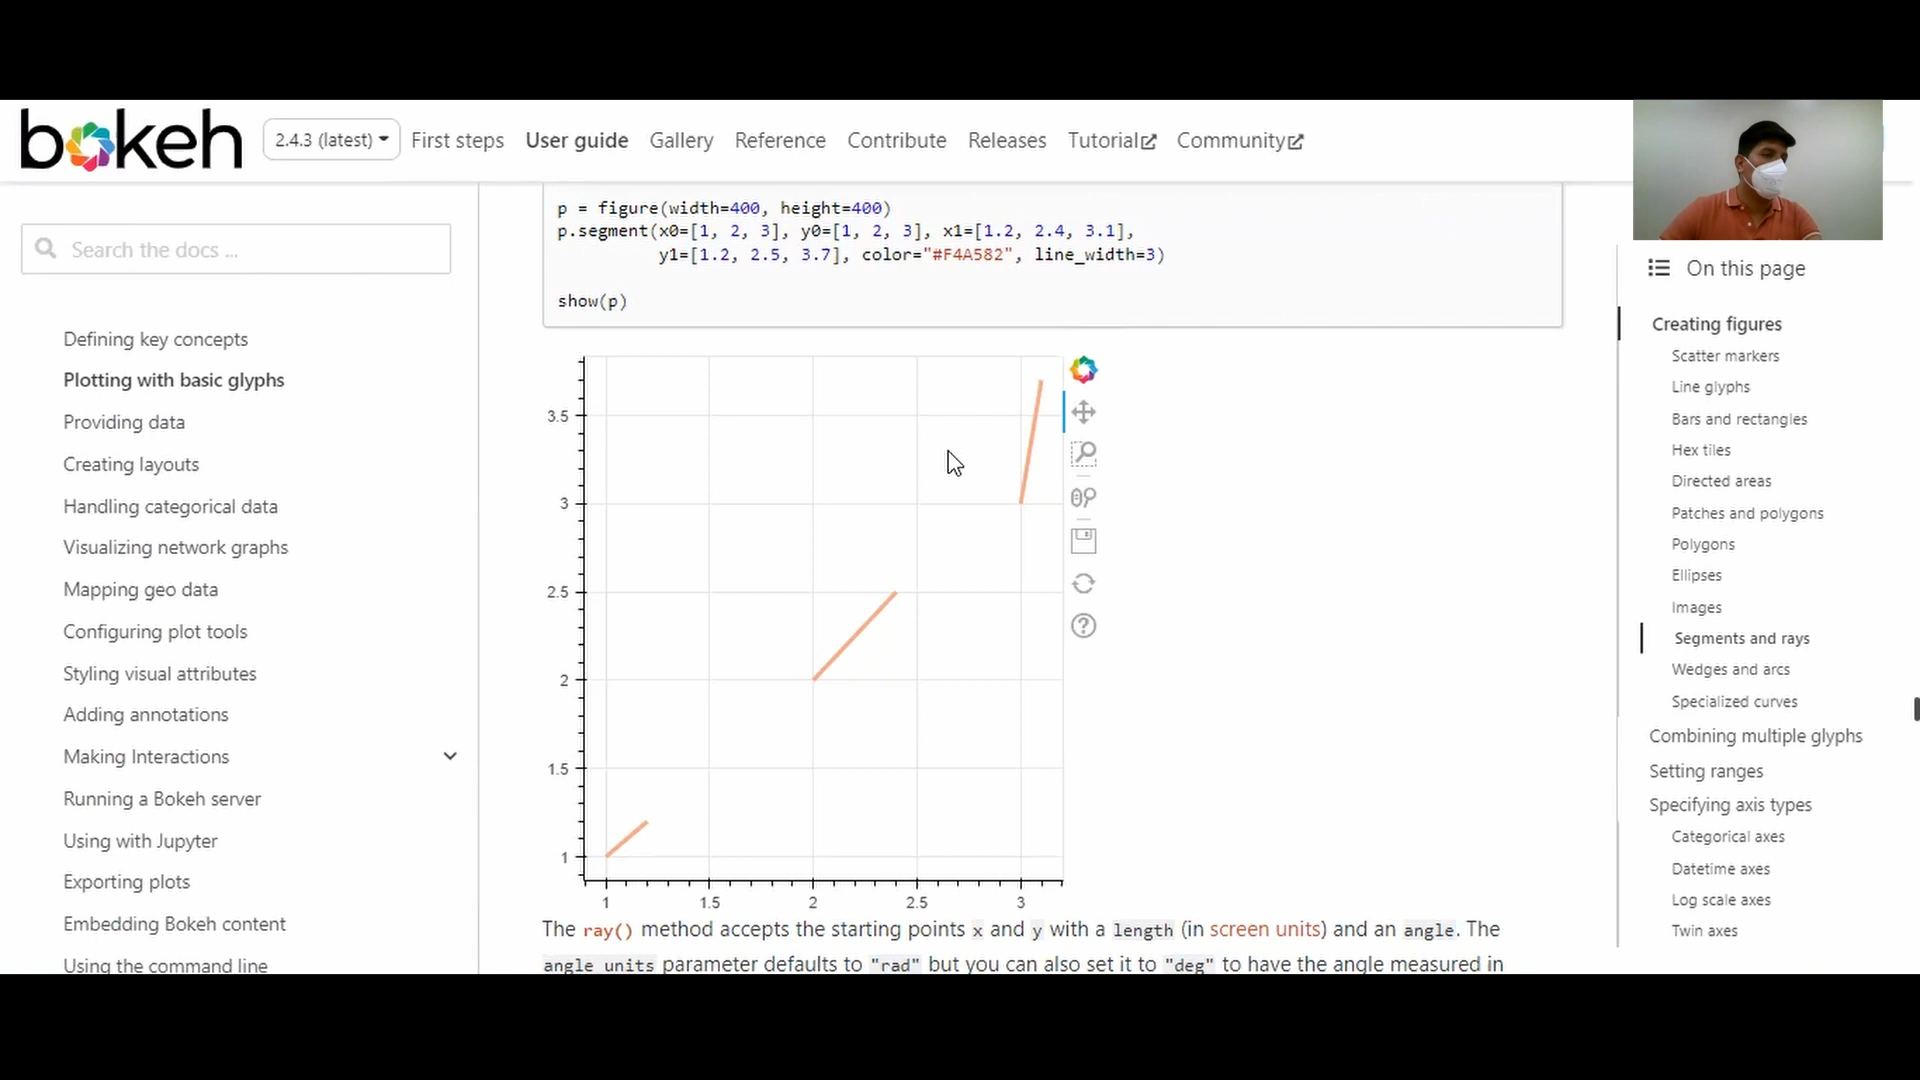 bokeh
2.4.3 (latest)
First steps
User guide
Gallery
Reference
Contribute
Releases
Tutorial
Community
Search the docs ...
Defining key concepts
Plotting with basic glyphs
Providing data
Creating layouts
Handling categorical data
Visualizing network graphs
Mapping geo data
Configuring plot tools
Styling visual attributes
Adding annotations
Making Interactions
Running a Bokeh server
Using with Jupyter
Exporting plots
Embedding Bokeh content
Using the command line
p = figure(width=400, height=400)
p.segment(x0=[1, 2, 3], y0=[1, 2, 3], x1=[1.2, 2.4, 3.1],
y1=[1.2, 2.5, 3.7], color="#F4A582", line_width=3)
show(p)
3.5
3
2.5
2
1.5
1
1
1.5
2
2.5
3
The ray() method accepts the starting points x and y with a length (in screen units) and an angle. The
angle_units parameter defaults to "rad" but you can also set it to "deg" to have the angle measured in
On this page
Creating figures
Scatter markers
Line glyphs
Bars and rectangles
Hex tiles
Directed areas
Patches and polygons
Polygons
Ellipses
Images
Segments and rays
Wedges and arcs
Specialized curves
Combining multiple glyphs
Setting ranges
Specifying axis types
Categorical axes
Datetime axes
Log scale axes
Twin axes